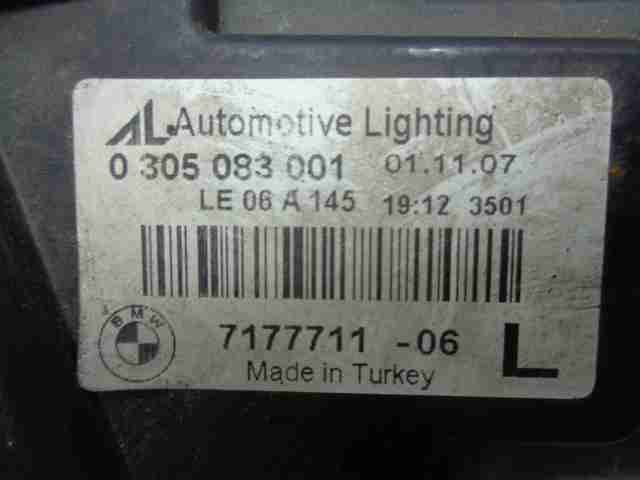 AL Automotive Lighting
0 305 083 001 01.11.07
LE 06 A 145 19:12 3501
BMW
7177711 -06 L
Made in Turkey